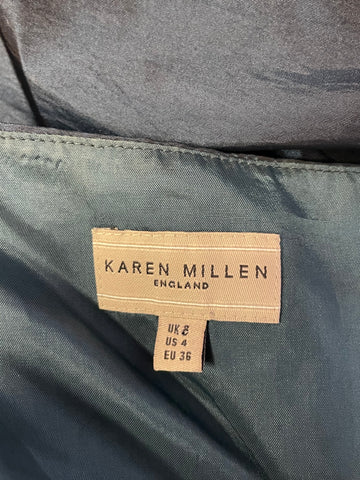 KAREN MILLEN
ENGLAND
UK 8
US 4
EU 36